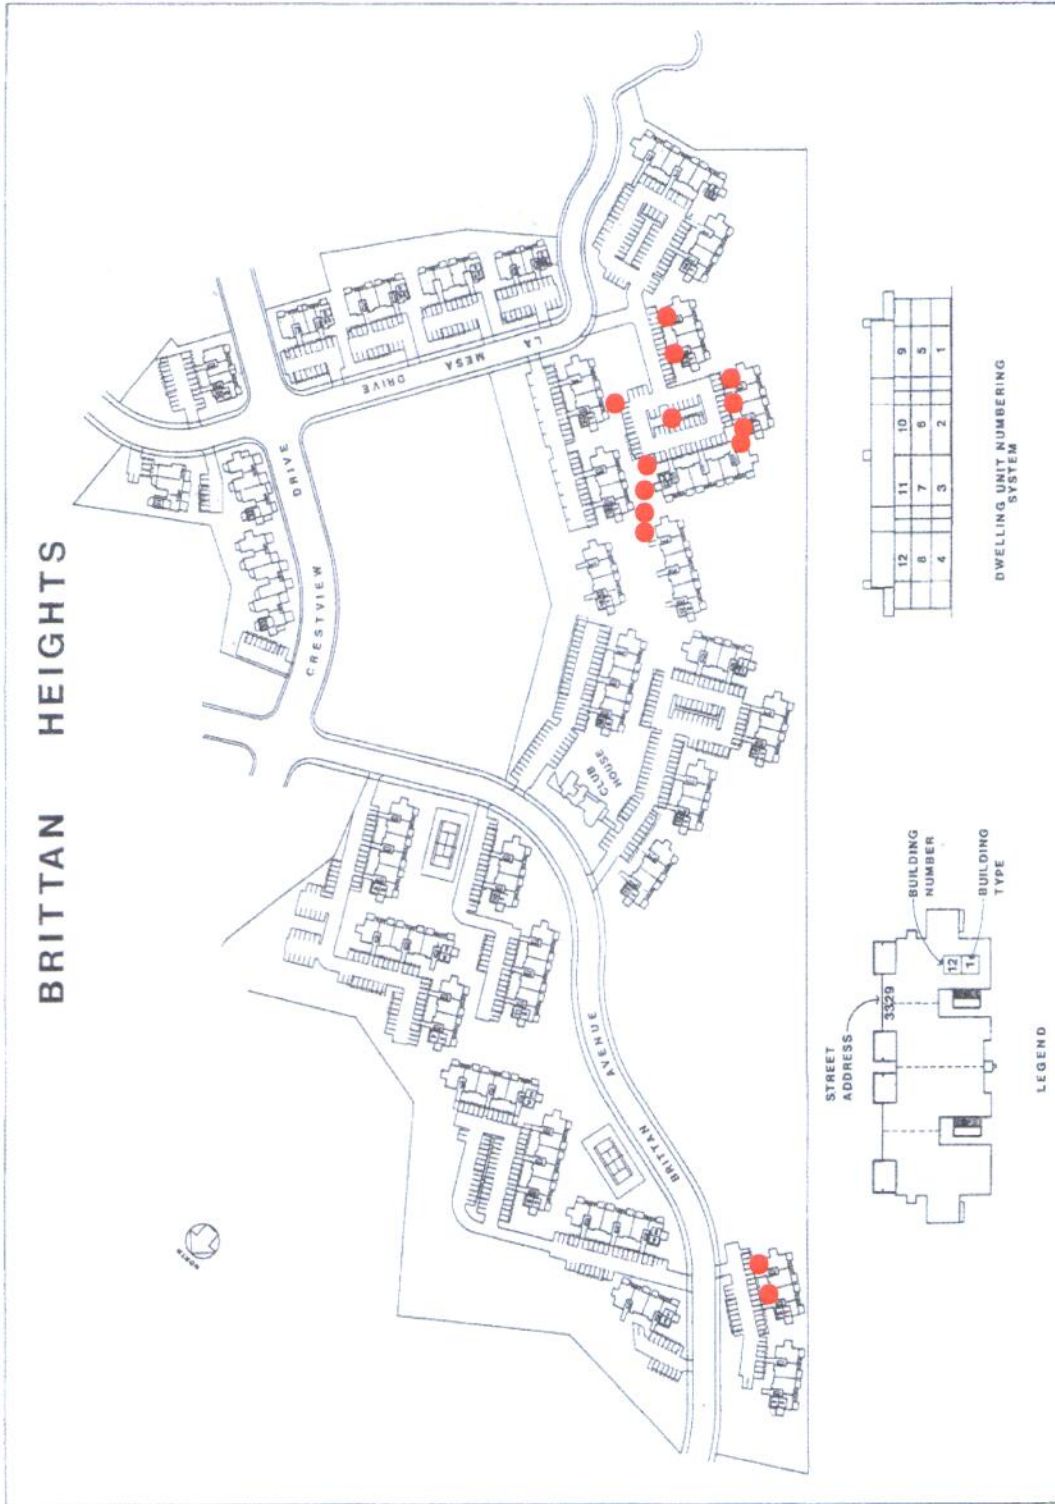 BRITTAN HEIGHTS
CRESTVIEW DRIVE
LA MESA DRIVE
CLUB
HOUSE
BRITTAN AVENUE
NORTH
STREET
ADDRESS
3329
12
1
BUILDING
NUMBER
BUILDING
TYPE
LEGEND
12 11 10 9
8 7 6 5
4 3 2 1
DWELLING UNIT NUMBERING
SYSTEM